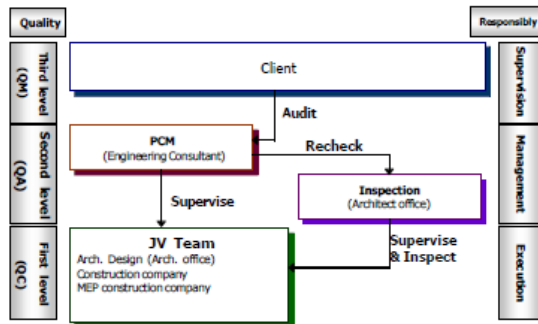 Quality
Responsibly
Third level
(QM)
Client
Supervision
Audit
Second level
(QA)
PCM
(Engineering Consultant)
Recheck
Management
Inspection
(Architect office)
Supervise
First level
(QC)
JV Team
Arch. Design (Arch. office)
Construction company
MEP construction company
Supervise
& Inspect
Execution